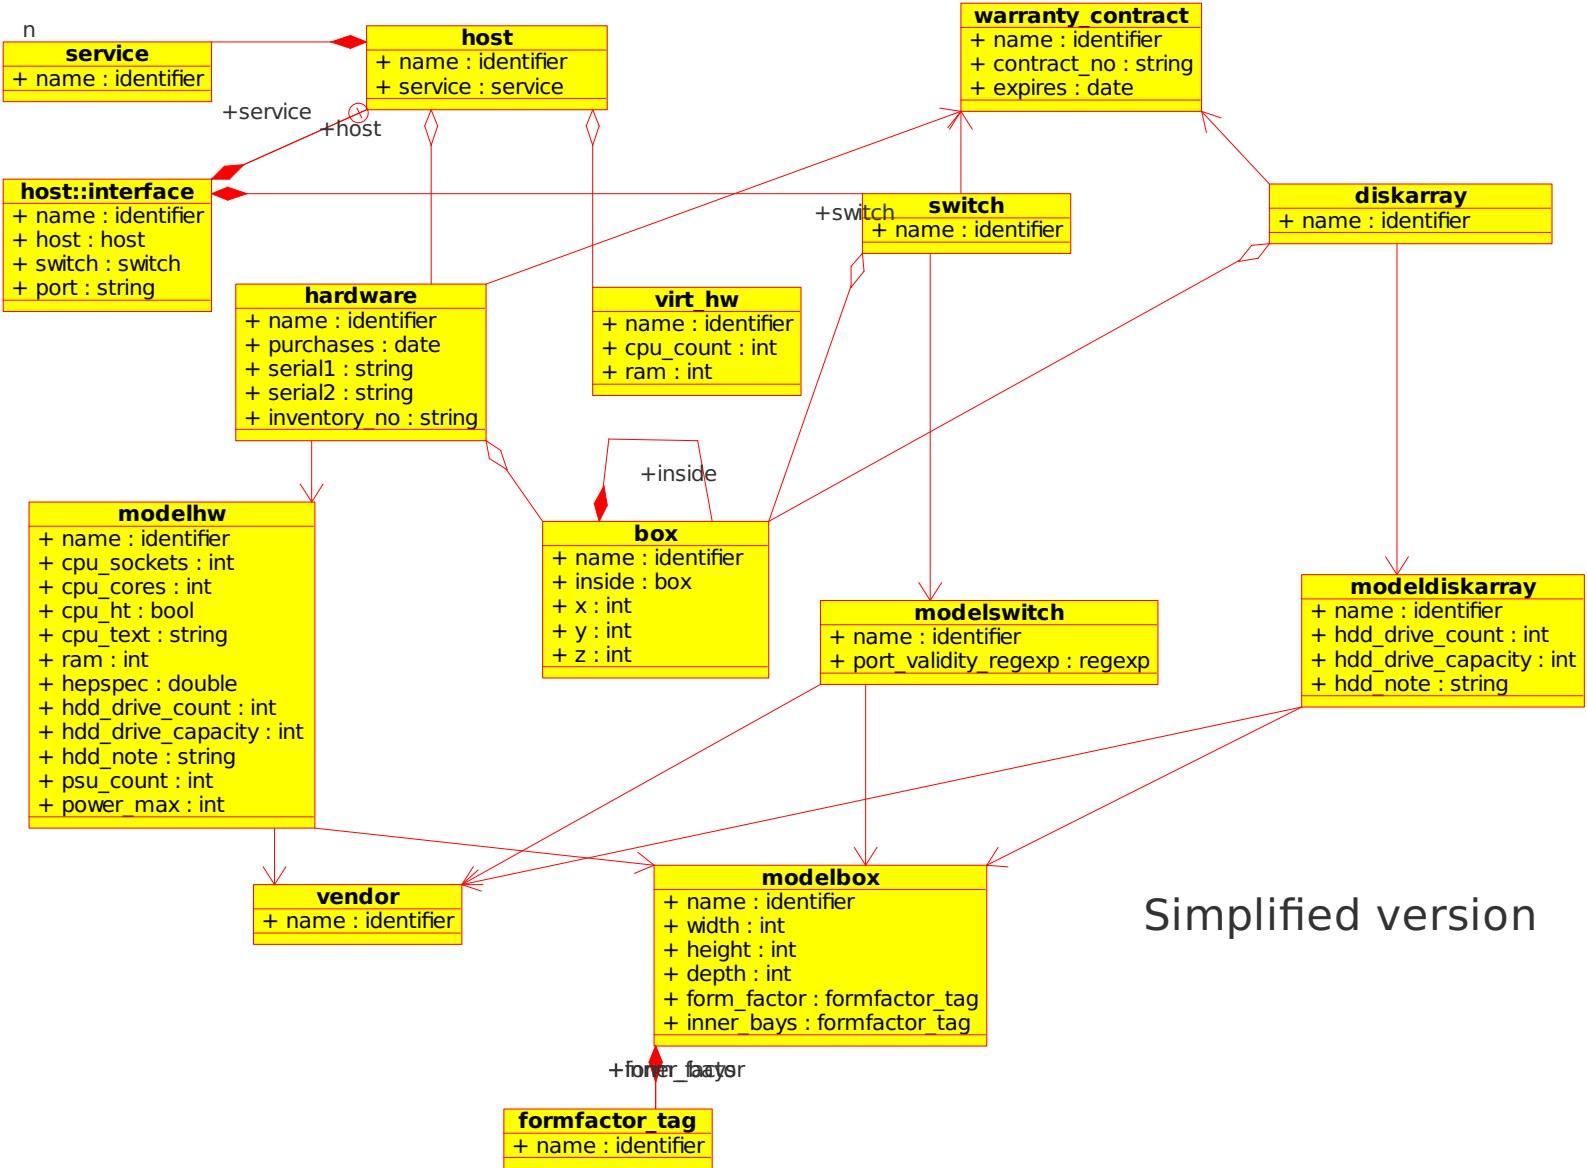 n
service
+ name : identifier
host
+ name : identifier
+ service : service
warranty_contract
+ name : identifier
+ contract_no : string
+ expires : date
+service
+host
host::interface
+ name : identifier
+ host : host
+ switch : switch
+ port : string
+switch
switch
+ name : identifier
diskarray
+ name : identifier
hardware
+ name : identifier
+ purchases : date
+ serial1 : string
+ serial2 : string
+ inventory_no : string
virt_hw
+ name : identifier
+ cpu_count : int
+ ram : int
+inside
modelhw
+ name : identifier
+ cpu_sockets : int
+ cpu_cores : int
+ cpu_ht : bool
+ cpu_text : string
+ ram : int
+ hepspec : double
+ hdd_drive_count : int
+ hdd_drive_capacity : int
+ hdd_note : string
+ psu_count : int
+ power_max : int
box
+ name : identifier
+ inside : box
+ x : int
+ y : int
+ z : int
modelswitch
+ name : identifier
+ port_validity_regexp : regexp
modeldiskarray
+ name : identifier
+ hdd_drive_count : int
+ hdd_drive_capacity : int
+ hdd_note : string
vendor
+ name : identifier
modelbox
+ name : identifier
+ width : int
+ height : int
+ depth : int
+ form_factor : formfactor_tag
+ inner_bays : formfactor_tag
Simplified version
+form_factor
+inner_bays
formfactor_tag
+ name : identifier